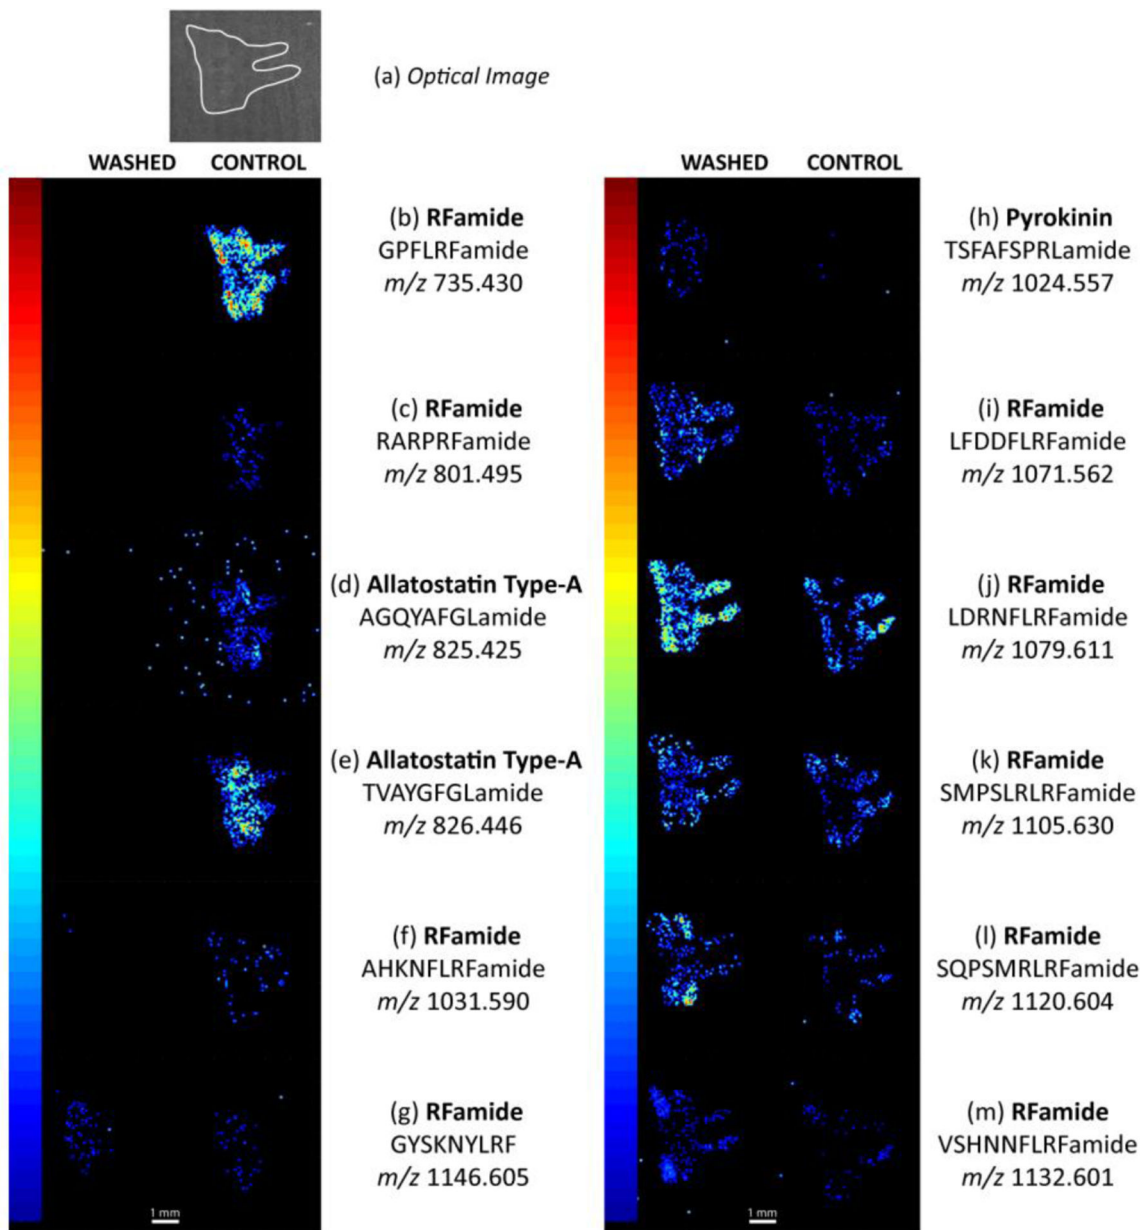 (a) Optical Image
WASHED CONTROL
(b) RFamide
GPFLRFamide
m/z 735.430
(c) RFamide
RARPRFamide
m/z 801.495
(d) Allatostatin Type-A
AGQYAFGLamide
m/z 825.425
(e) Allatostatin Type-A
TVAYGFGLamide
m/z 826.446
(f) RFamide
AHKNFLRFamide
m/z 1031.590
(g) RFamide
GYSKNYLRF
m/z 1146.605
1 mm
WASHED CONTROL
(h) Pyrokinin
TSFAFSPRLamide
m/z 1024.557
(i) RFamide
LFDDFLRFamide
m/z 1071.562
(j) RFamide
LDRNFLRFamide
m/z 1079.611
(k) RFamide
SMPSLRLRFamide
m/z 1105.630
(l) RFamide
SQPSMRLRFamide
m/z 1120.604
(m) RFamide
VSHNNFLRFamide
m/z 1132.601
1 mm